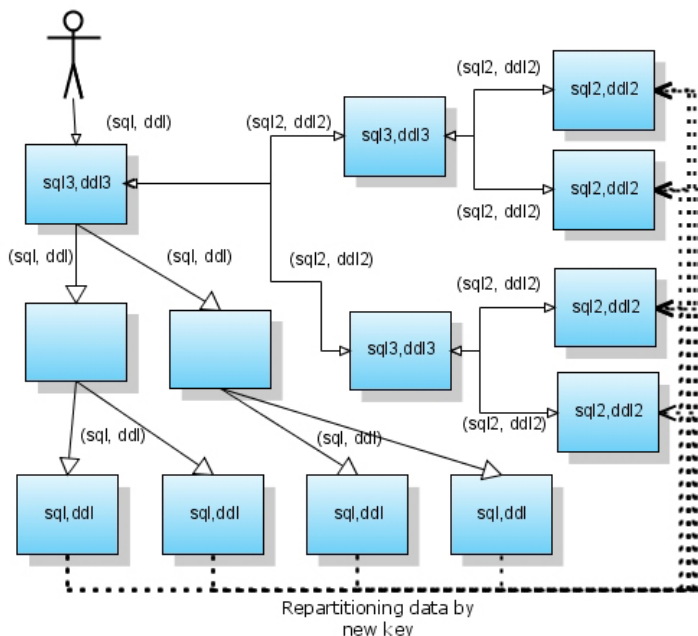 (sql, ddl)
(sql2, ddl2)
(sql2, ddl2)
sql2,ddl2
sql3,ddl3
sql3,ddl3
sql2,ddl2
(sql2, ddl2)
(sql, ddl)
(sql, ddl)
(sql2, ddl2)
(sql2, ddl2)
sql2,ddl2
sql3,ddl3
sql2,ddl2
(sql2, ddl2)
(sql, ddl)
(sql, ddl)
sql,ddl
sql,ddl
sql,ddl
sql,ddl
Repartitioning data by
new key